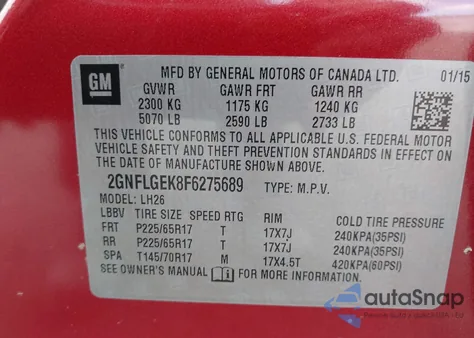 GM
MFD BY GENERAL MOTORS OF CANADA LTD. 01/15
GVWR GAWR FRT GAWR RR
2300 KG 1175 KG 1240 KG
5070 LB 2590 LB 2733 LB
THIS VEHICLE CONFORMS TO ALL APPLICABLE U.S. FEDERAL MOTOR
VEHICLE SAFETY AND THEFT PREVENTION STANDARDS IN EFFECT ON
THE DATE OF MANUFACTURE SHOWN ABOVE.
2GNFLGEK8F6275689 TYPE: M.P.V.
MODEL: LH26
LBBV TIRE SIZE SPEED RTG RIM COLD TIRE PRESSURE
FRT P225/65R17 T 17X7J 240KPA(35PSI)
RR P225/65R17 T 17X7J 240KPA(35PSI)
SPA T145/70R17 M 17X4.5T 420KPA(60PSI)
SEE OWNER'S MANUAL FOR MORE INFORMATION.
autoSnap